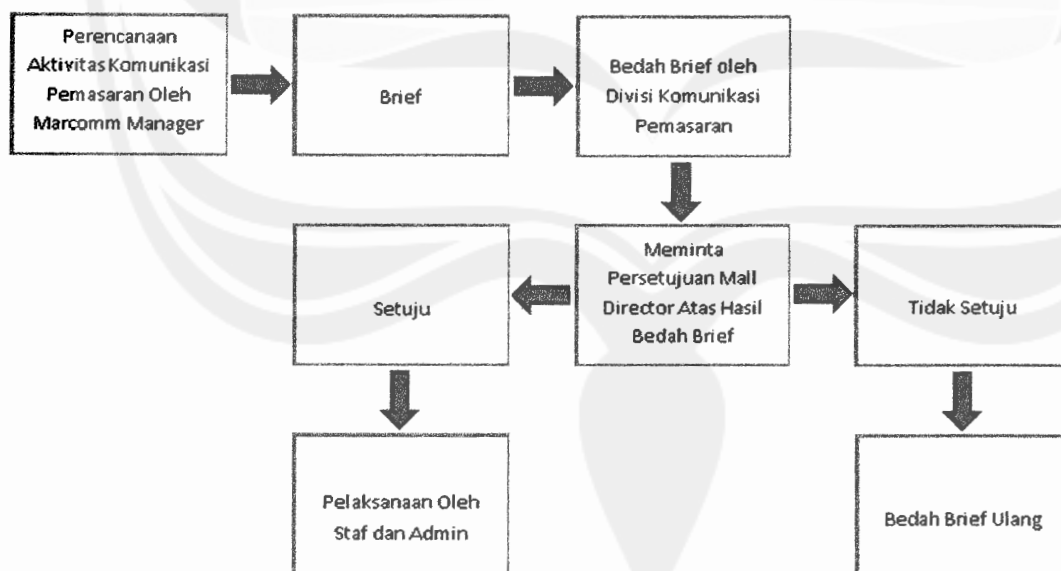 Perencanaan
Aktivitas Komunikasi
Pemasaran Oleh
Marcomm Manager
Brief
Bedah Brief oleh
Divisi Komunikasi
Pemasaran
Setuju
Meminta
Persetujuan Mall
Director Atas Hasil
Bedah Brief
Tidak Setuju
Pelaksanaan Oleh
Staf dan Admin
Bedah Brief Ulang